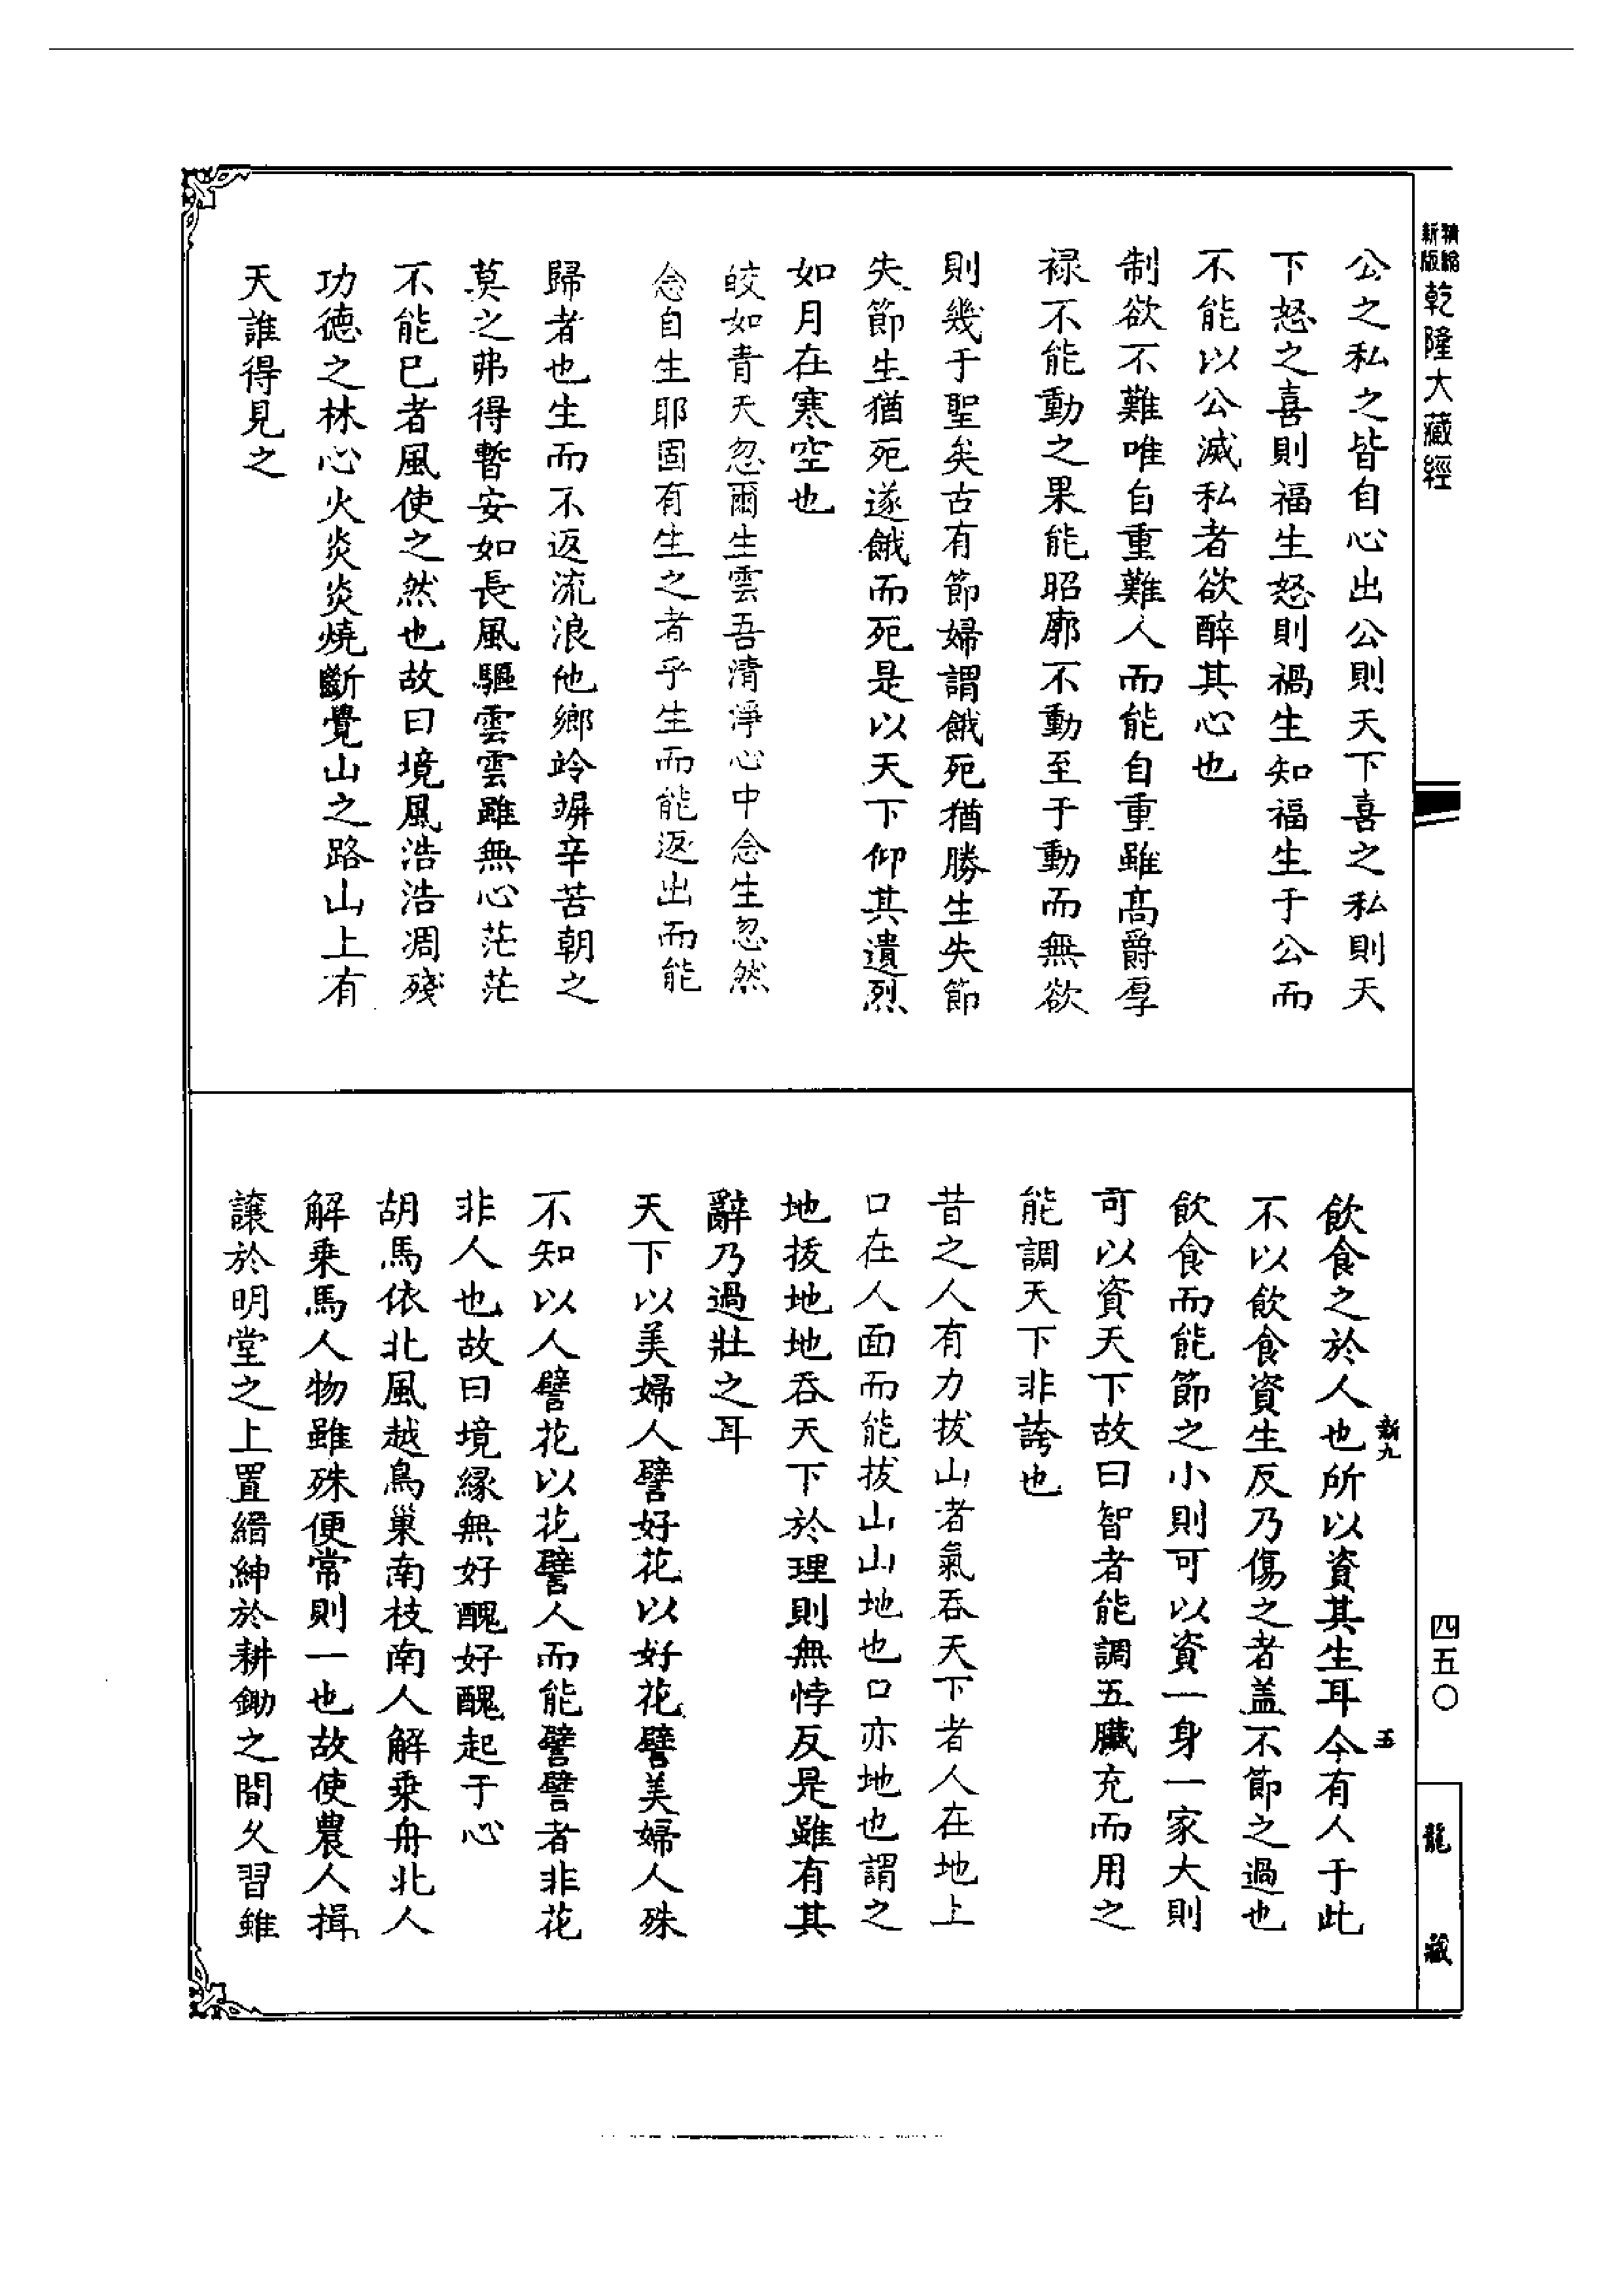 精縮
新版
乾隆大藏經
公之私之皆自心出公則天下喜之私則天
下怒之喜則福生怒則禍生知福生于公而
不能以公滅私者欲醉其心也
制欲不難唯自重難人而能自重雖高爵厚
祿不能動之果能昭廓不動至于動而無欲
則幾于聖矣古有節婦謂餓死猶勝生失節
失節生猶死遂餓而死是以天下仰其遺烈
如月在寒空也
皎如青天忽爾生雲吾清淨心中念生忽然
念自生耶固有生之者乎生而能返出而能
歸者也生而不返流浪他鄉竛竮辛苦朝之
莫之弗得暫安如長風驅雲雲雖無心茫茫
不能已者風使之然也故曰境風浩浩凋殘
功德之林心火炎炎燒斷覺山之路山上有
天誰得見之
四五〇
龍藏
飲食之於人也所以資其生耳今有人于此
新九
五
不以飲食資生反乃傷之者盖不節之過也
飲食而能節之小則可以資一身一家大則
可以資天下故曰智者能調五臟充而用之
能調天下非誇也
昔之人有力拔山者氣吞天下者人在地上
口在人面而能拔山山地也口亦地也謂之
地拔地地吞天下於理則無悖反是雖有其
辭乃過壯之耳
天下以美婦人譬好花以好花譬美婦人殊
不知以人譬花以花譬人而能譬譬者非花
非人也故曰境緣無好醜好醜起于心
胡馬依北風越鳥巢南枝南人解乘舟北人
解乘馬人物雖殊便常則一也故使農人揖
讓於明堂之上置縉紳於耕鋤之間久習雖